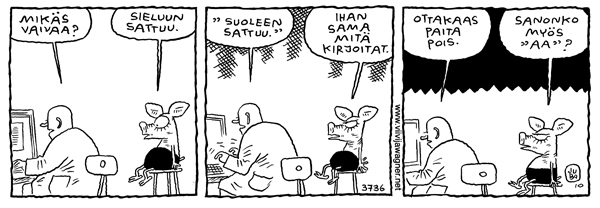 MIKÄS
VAIVAA?
SIELUUN
SATTUU.
"SUOLEEN
SATTUU."
IHAN
SAMA
MITÄ
KIRJOITAT.
3736
www.viivijawagner.net
OTTAKAAS
PAITA
POIS.
SANONKO
MYÖS
"AA"?
10